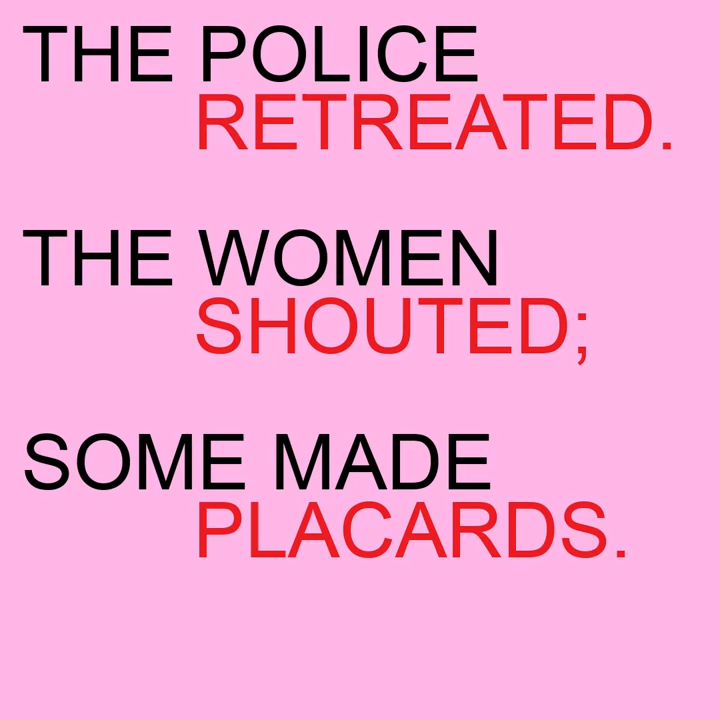 THE POLICE
RETREATED.
THE WOMEN
SHOUTED;
SOME MADE
PLACARDS.